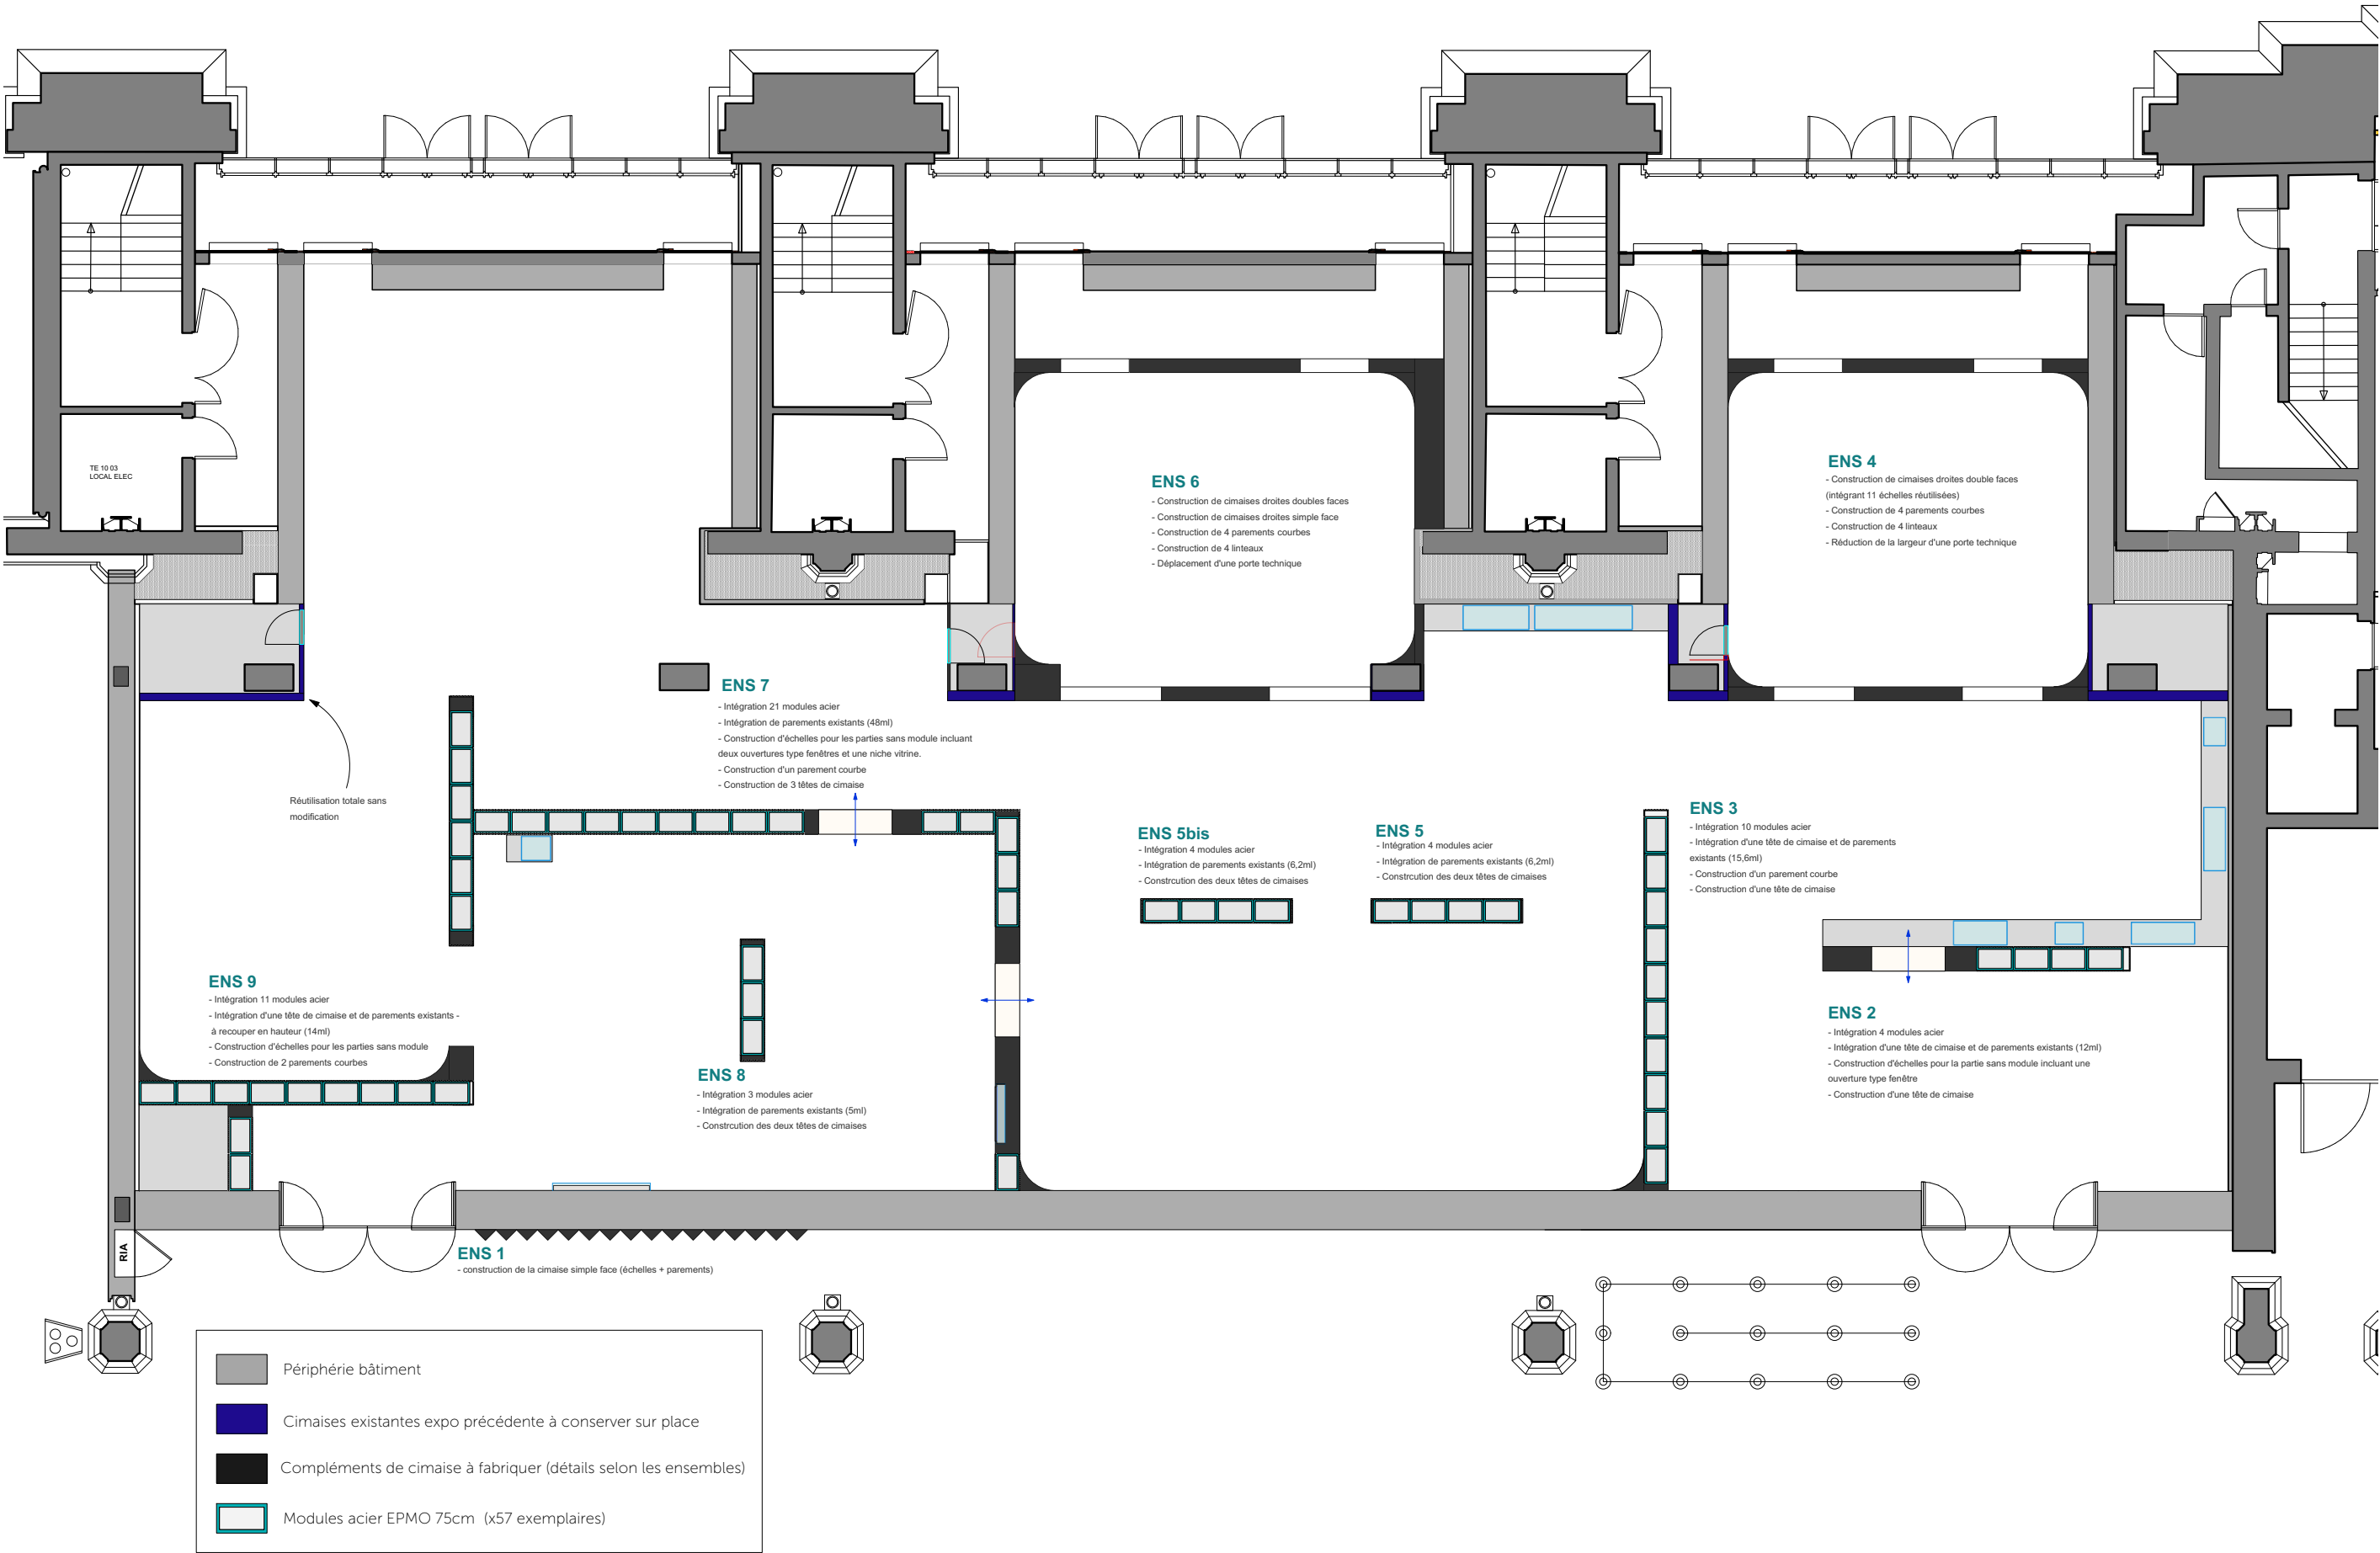 TE 10 03
LOCAL ELEC
ENS 6
- Construction de cimaises droites doubles faces
- Construction de cimaises droites simple face
- Construction de 4 parements courbes
- Construction de 4 linteaux
- Déplacement d'une porte technique
ENS 4
- Construction de cimaises droites double faces
(intégrant 11 échelles réutilisées)
- Construction de 4 parements courbes
- Construction de 4 linteaux
- Réduction de la largeur d'une porte technique
ENS 7
- Intégration 21 modules acier
- Intégration de parements existants (48ml)
- Construction d'échelles pour les parties sans module incluant
deux ouvertures type fenêtres et une niche vitrine.
- Construction d'un parement courbe
- Construction de 3 têtes de cimaise
Réutilisation totale sans
modification
ENS 5bis
- Intégration 4 modules acier
- Intégration de parements existants (6,2ml)
- Constrcution des deux têtes de cimaises
ENS 5
- Intégration 4 modules acier
- Intégration de parements existants (6,2ml)
- Constrcution des deux têtes de cimaises
ENS 3
- Intégration 10 modules acier
- Intégration d'une tête de cimaise et de parements
existants (15,6ml)
- Construction d'un parement courbe
- Construction d'une tête de cimaise
ENS 9
- Intégration 11 modules acier
- Intégration d'une tête de cimaise et de parements existants -
à recouper en hauteur (14ml)
- Construction d'échelles pour les parties sans module
- Construction de 2 parements courbes
ENS 8
- Intégration 3 modules acier
- Intégration de parements existants (5ml)
- Constrcution des deux têtes de cimaises
ENS 2
- Intégration 4 modules acier
- Intégration d'une tête de cimaise et de parements existants (12ml)
- Construction d'échelles pour la partie sans module incluant une
ouverture type fenêtre
- Construction d'une tête de cimaise
RIA
ENS 1
- construction de la cimaise simple face (échelles + parements)
Périphérie bâtiment
Cimaises existantes expo précédente à conserver sur place
Compléments de cimaise à fabriquer (détails selon les ensembles)
Modules acier EPMO 75cm (x57 exemplaires)